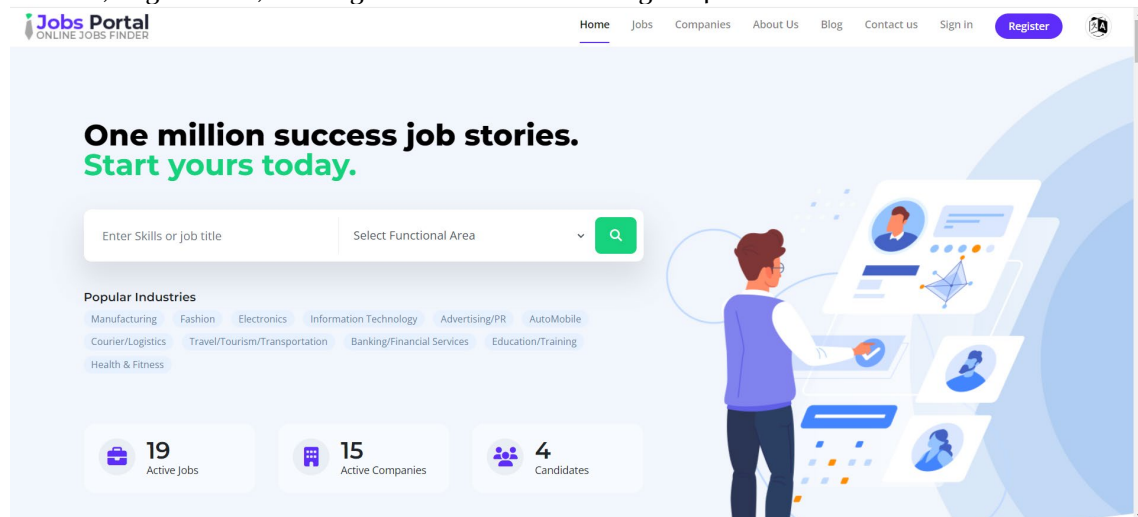 Jobs Portal
ONLINE JOBS FINDER
Home Jobs Companies About Us Blog Contact us Sign in Register
One million success job stories.
Start yours today.
Enter Skills or job title Select Functional Area
Popular Industries
Manufacturing Fashion Electronics Information Technology Advertising/PR AutoMobile
Courier/Logistics Travel/Tourism/Transportation Banking/Financial Services Education/Training
Health & Fitness
19 15 4
Active Jobs Active Companies Candidates